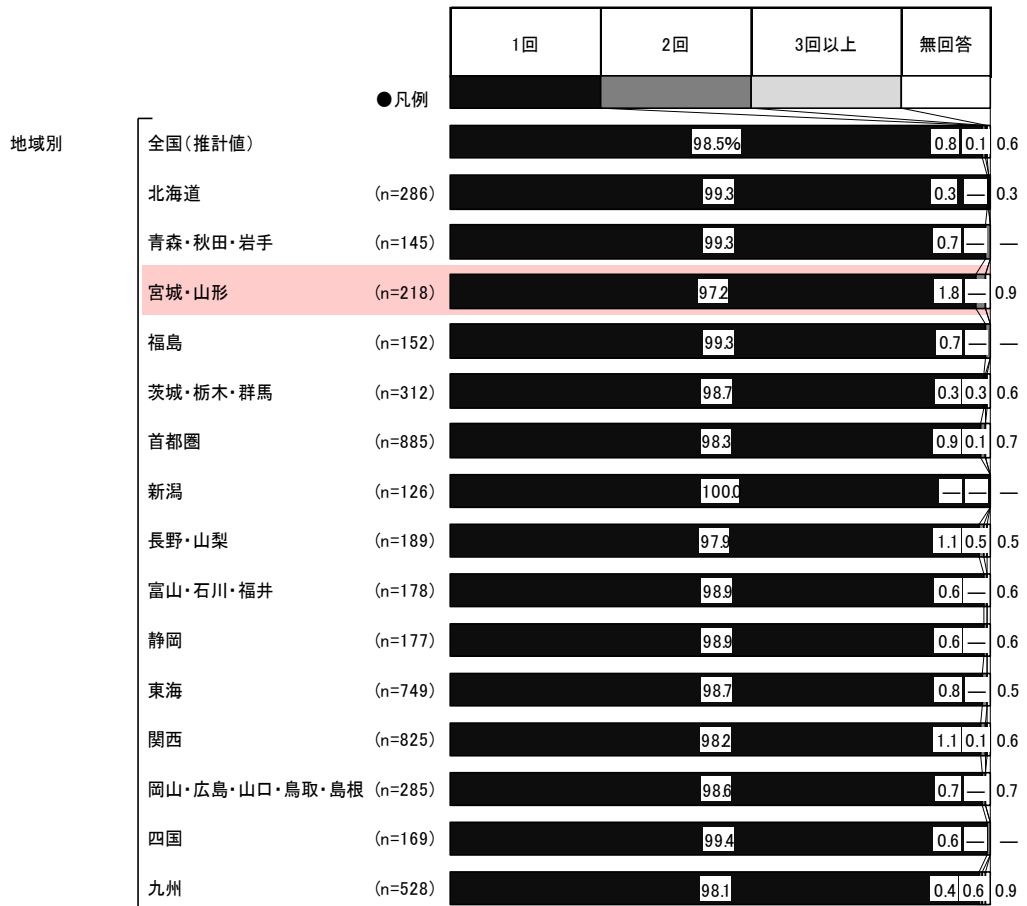 1回 2回 3回以上 無回答
●凡例
地域別 全国(推計値) 98.5% 0.8 0.1 0.6
北海道 (n=286) 99.3 0.3 — 0.3
青森・秋田・岩手 (n=145) 99.3 0.7 — —
宮城・山形 (n=218) 97.2 1.8 — 0.9
福島 (n=152) 99.3 0.7 — —
茨城・栃木・群馬 (n=312) 98.7 0.3 0.3 0.6
首都圏 (n=885) 98.3 0.9 0.1 0.7
新潟 (n=126) 100.0 — — —
長野・山梨 (n=189) 97.9 1.1 0.5 0.5
富山・石川・福井 (n=178) 98.9 0.6 — 0.6
静岡 (n=177) 98.9 0.6 — 0.6
東海 (n=749) 98.7 0.8 — 0.5
関西 (n=825) 98.2 1.1 0.1 0.6
岡山・広島・山口・鳥取・島根 (n=285) 98.6 0.7 — 0.7
四国 (n=169) 99.4 0.6 — —
九州 (n=528) 98.1 0.4 0.6 0.9